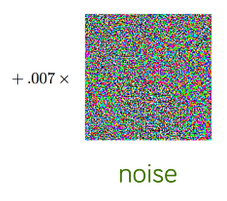 + .007 ×
noise